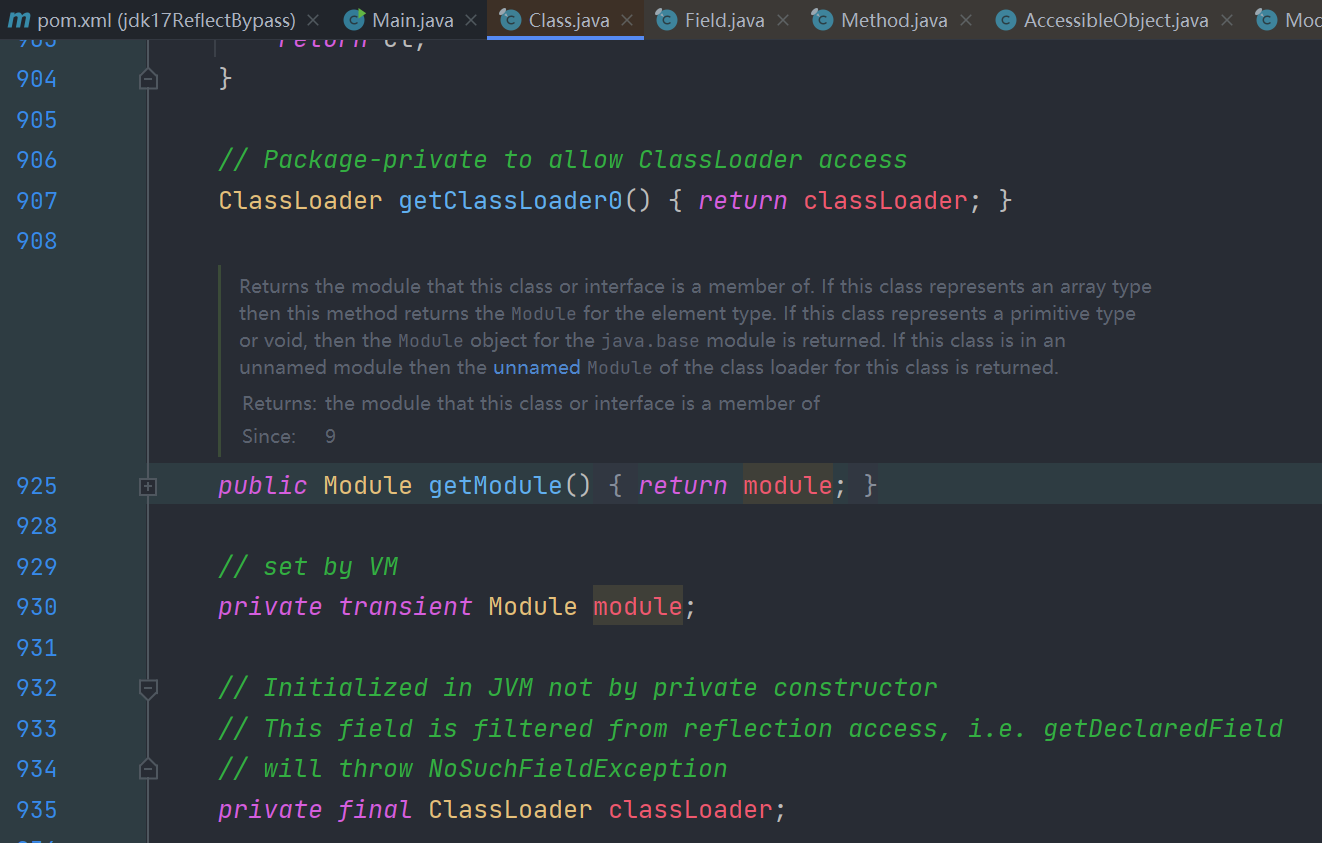 pom.xml (jdk17ReflectBypass) Main.java Class.java Field.java Method.java AccessibleObject.java
903 return cl;
904 }
905
906 // Package-private to allow ClassLoader access
907 ClassLoader getClassLoader0() { return classLoader; }
908
Returns the module that this class or interface is a member of. If this class represents an array type
then this method returns the Module for the element type. If this class represents a primitive type
or void, then the Module object for the java.base module is returned. If this class is in an
unnamed module then the unnamed Module of the class loader for this class is returned.
Returns: the module that this class or interface is a member of
Since: 9
925 public Module getModule() { return module; }
928
929 // set by VM
930 private transient Module module;
931
932 // Initialized in JVM not by private constructor
933 // This field is filtered from reflection access, i.e. getDeclaredField
934 // will throw NoSuchFieldException
935 private final ClassLoader classLoader;